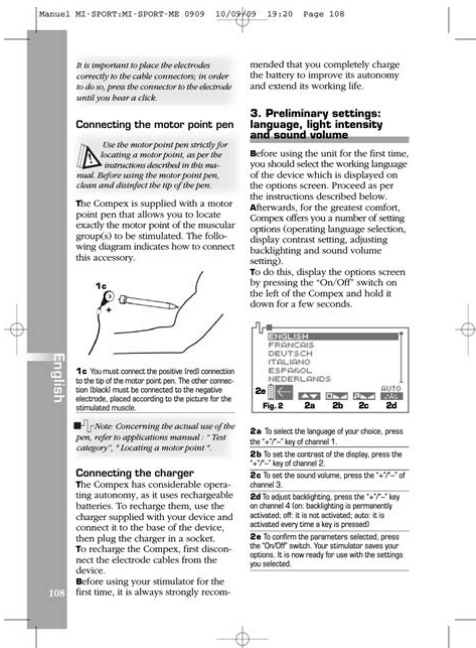 Manuel MI-SPORT:MI-SPORT-ME 0909 10/09/09 19:20 Page 108
It is important to place the electrodes
correctly to the cable connectors; in order
to do so, press the connector to the electrode
until you hear a click.
Connecting the motor point pen
Use the motor point pen strictly for
locating a motor point, as per the
instructions described in this ma-
nual. Before using the motor point pen,
clean and disinfect the tip of the pen.
The Compex is supplied with a motor
point pen that allows you to locate
exactly the motor point of the muscular
group(s) to be stimulated. The follo-
wing diagram indicates how to connect
this accessory.
1c
+
1c You must connect the positive (red) connection
to the tip of the motor point pen. The other connec-
tion (black) must be connected to the negative
electrode, placed according to the picture for the
stimulated muscle.
Note: Concerning the actual use of the
pen, refer to applications manual : " Test
category", " Locating a motor point ".
Connecting the charger
The Compex has considerable opera-
ting autonomy, as it uses rechargeable
batteries. To recharge them, use the
charger supplied with your device and
connect it to the base of the device,
then plug the charger in a socket.
To recharge the Compex, first discon-
nect the electrode cables from the
device.
Before using your stimulator for the
first time, it is always strongly recom-
English
108
mended that you completely charge
the battery to improve its autonomy
and extend its working life.
3. Preliminary settings:
language, light intensity
and sound volume
Before using the unit for the first time,
you should select the working language
of the device which is displayed on
the options screen. Proceed as per
the instructions described below.
Afterwards, for the greatest comfort,
Compex offers you a number of setting
options (operating language selection,
display contrast setting, adjusting
backlighting and sound volume
setting).
To do this, display the options screen
by pressing the "On/Off" switch on
the left of the Compex and hold it
down for a few seconds.
ENGLISH
FRANCAIS
DEUTSCH
ITALIANO
ESPAÑOL
NEDERLANDS
AUTO
2e
Fig. 2 2a 2b 2c 2d
2a To select the language of your choice, press
the "+"/"–" key of channel 1.
2b To set the contrast of the display, press the
"+"/"–" key of channel 2.
2c To set the sound volume, press the "+"/"–" of
channel 3.
2d To adjust backlighting, press the "+"/"–" key
on channel 4 (on: backlighting is permanently
activated; off: it is not activated; auto: it is
activated every time a key is pressed)
2e To confirm the parameters selected, press
the "On/Off" switch. Your stimulator saves your
options. It is now ready for use with the settings
you selected.